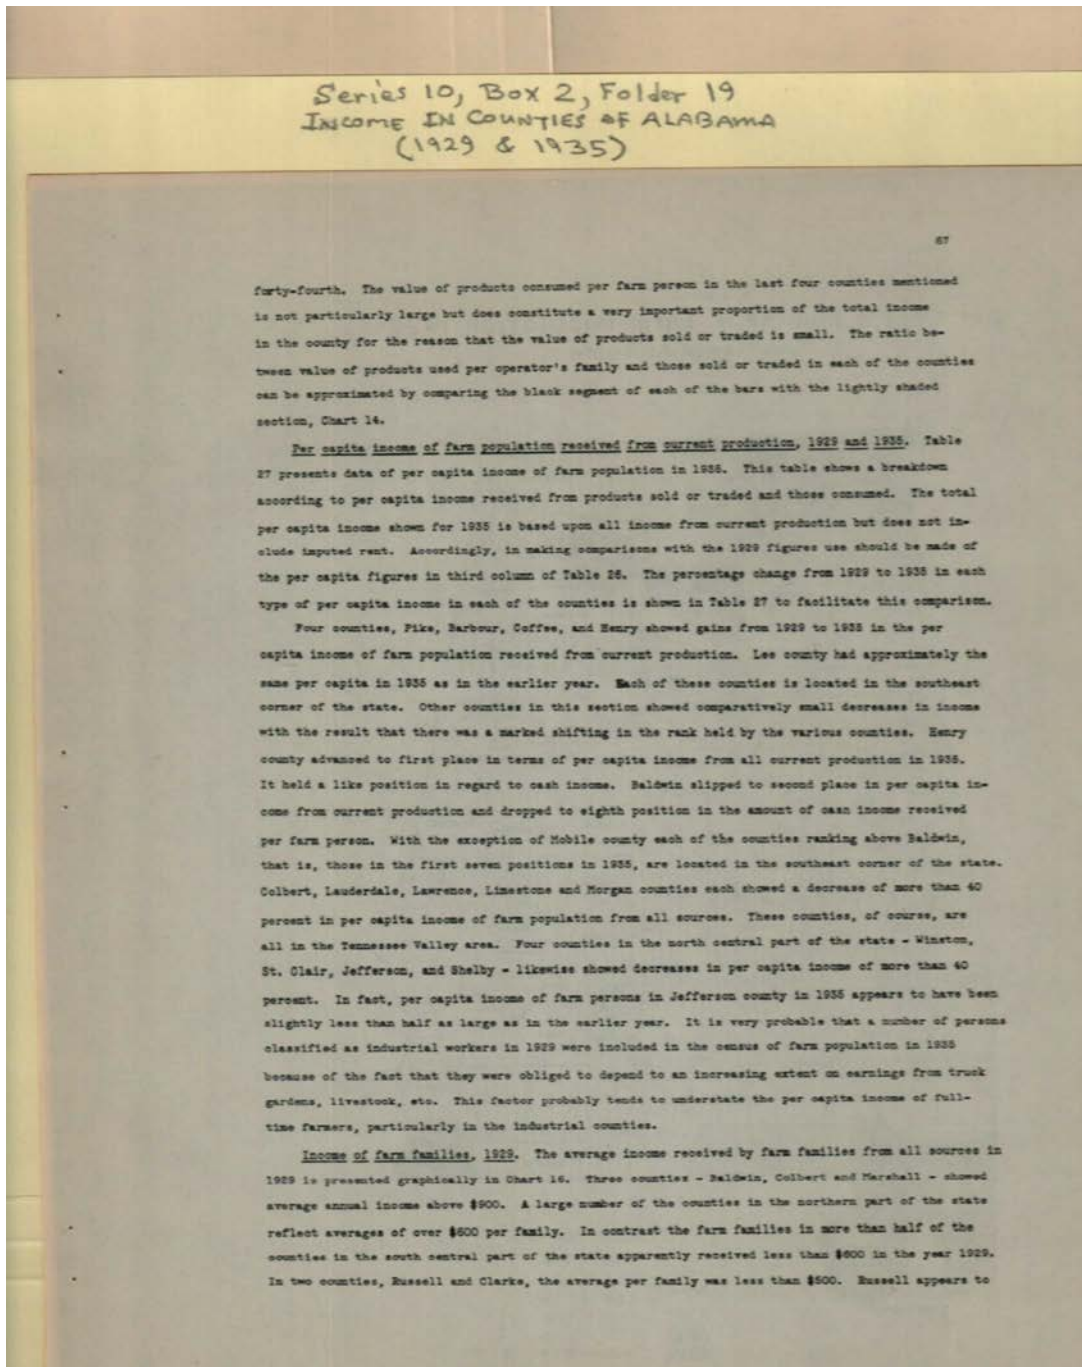 Series 10, Box 2, Folder 19
INCOME IN COUNTIES OF ALABAMA
(1929 & 1935)
67
forty-fourth. The value of products consumed per farm person in the last four counties mentioned
is not particularly large but does constitute a very important proportion of the total income
in the county for the reason that the value of products sold or traded is small. The ratio be-
tween value of products used per operator's family and those sold or traded in each of the counties
can be approximated by comparing the black segment of each of the bars with the lightly shaded
section, Chart 14.
Per capita income of farm population received from current production, 1929 and 1935. Table
27 presents data of per capita income of farm population in 1935. This table shows a breakdown
according to per capita income received from products sold or traded and those consumed. The total
per capita income shown for 1935 is based upon all income from current production but does not in-
clude imputed rent. Accordingly, in making comparisons with the 1929 figures use should be made of
the per capita figures in third column of Table 26. The percentage change from 1929 to 1935 in each
type of per capita income in each of the counties is shown in Table 27 to facilitate this comparison.
Four counties, Pike, Barbour, Coffee, and Henry showed gains from 1929 to 1935 in the per
capita income of farm population received from current production. Lee county had approximately the
same per capita in 1935 as in the earlier year. Each of these counties is located in the southeast
corner of the state. Other counties in this section showed comparatively small decreases in income
with the result that there was a marked shifting in the rank held by the various counties. Henry
county advanced to first place in terms of per capita income from all current production in 1935.
It held a like position in regard to cash income. Baldwin slipped to second place in per capita in-
come from current production and dropped to eighth position in the amount of cash income received
per farm person. With the exception of Mobile county each of the counties ranking above Baldwin,
that is, those in the first seven positions in 1935, are located in the southeast corner of the state.
Colbert, Lauderdale, Lawrence, Limestone and Morgan counties each showed a decrease of more than 40
percent in per capita income of farm population from all sources. These counties, of course, are
all in the Tennessee Valley area. Four counties in the north central part of the state - Winston,
St. Clair, Jefferson, and Shelby - likewise showed decreases in per capita income of more than 40
percent. In fact, per capita income of farm persons in Jefferson county in 1935 appears to have been
slightly less than half as large as in the earlier year. It is very probable that a number of persons
classified as industrial workers in 1929 were included in the census of farm population in 1935
because of the fact that they were obliged to depend to an increasing extent on earnings from truck
gardens, livestock, etc. This factor probably tends to understate the per capita income of full-
time farmers, particularly in the industrial counties.
Income of farm families, 1929. The average income received by farm families from all sources in
1929 is presented graphically in Chart 16. Three counties - Baldwin, Colbert and Marshall - showed
average annual income above $900. A large number of the counties in the northern part of the state
reflect averages of over $600 per family. In contrast the farm families in more than half of the
counties in the south central part of the state apparently received less than $600 in the year 1929.
In two counties, Russell and Clarke, the average per family was less than $500. Russell appears to